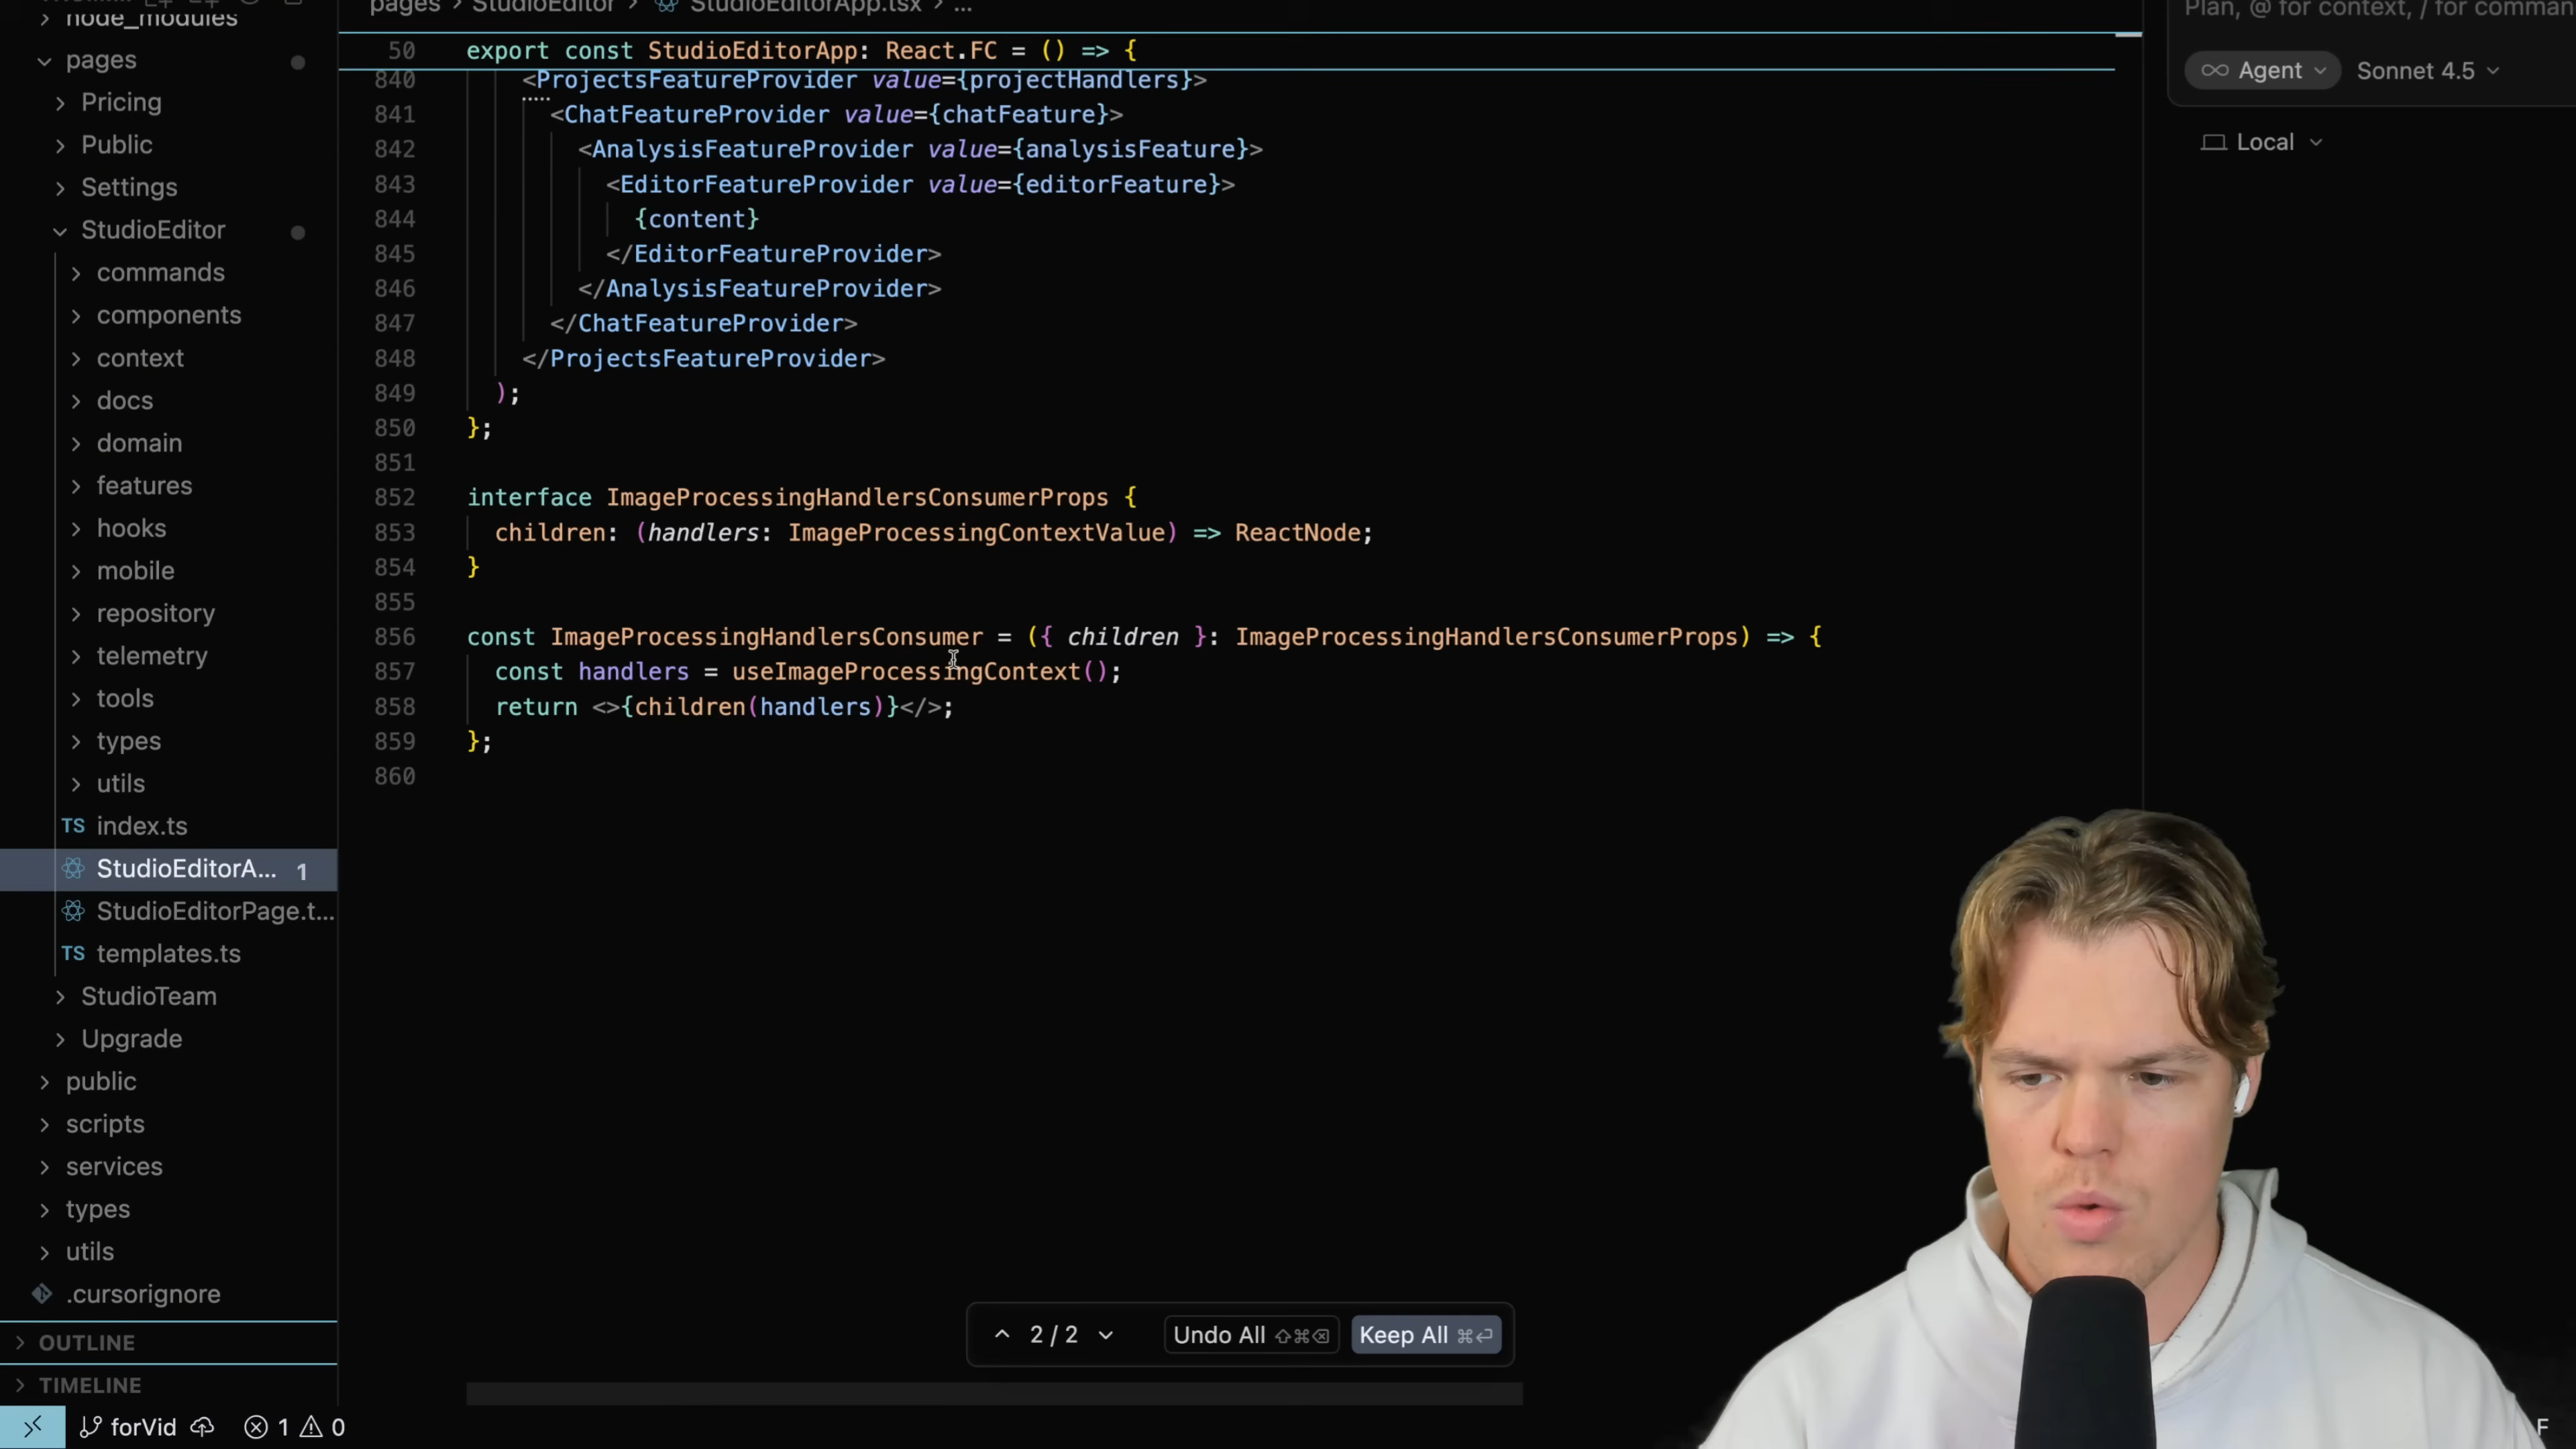 node_modules
pages
Pricing
Public
Settings
StudioEditor
commands
components
context
docs
domain
features
hooks
mobile
repository
telemetry
tools
types
utils
TS index.ts
StudioEditorA... 1
StudioEditorPage.t...
TS templates.ts
StudioTeam
Upgrade
public
scripts
services
types
utils
.cursorignore
OUTLINE
TIMELINE
forVid 1 0
pages > StudioEditor > StudioEditorApp.tsx > ...
50 export const StudioEditorApp: React.FC = () => {
840 <ProjectsFeatureProvider value={projectHandlers}>
841 <ChatFeatureProvider value={chatFeature}>
842 <AnalysisFeatureProvider value={analysisFeature}>
843 <EditorFeatureProvider value={editorFeature}>
844 {content}
845 </EditorFeatureProvider>
846 </AnalysisFeatureProvider>
847 </ChatFeatureProvider>
848 </ProjectsFeatureProvider>
849 );
850 };
851
852 interface ImageProcessingHandlersConsumerProps {
853 children: (handlers: ImageProcessingContextValue) => ReactNode;
854 }
855
856 const ImageProcessingHandlersConsumer = ({ children }: ImageProcessingHandlersConsumerProps) => {
857 const handlers = useImageProcessingContext();
858 return <>{children(handlers)}</>;
859 };
860
2 / 2 Undo All ⇧⌘⌫ Keep All ⌘⏎
Plan, @ for context, / for comman
Agent Sonnet 4.5
Local
F